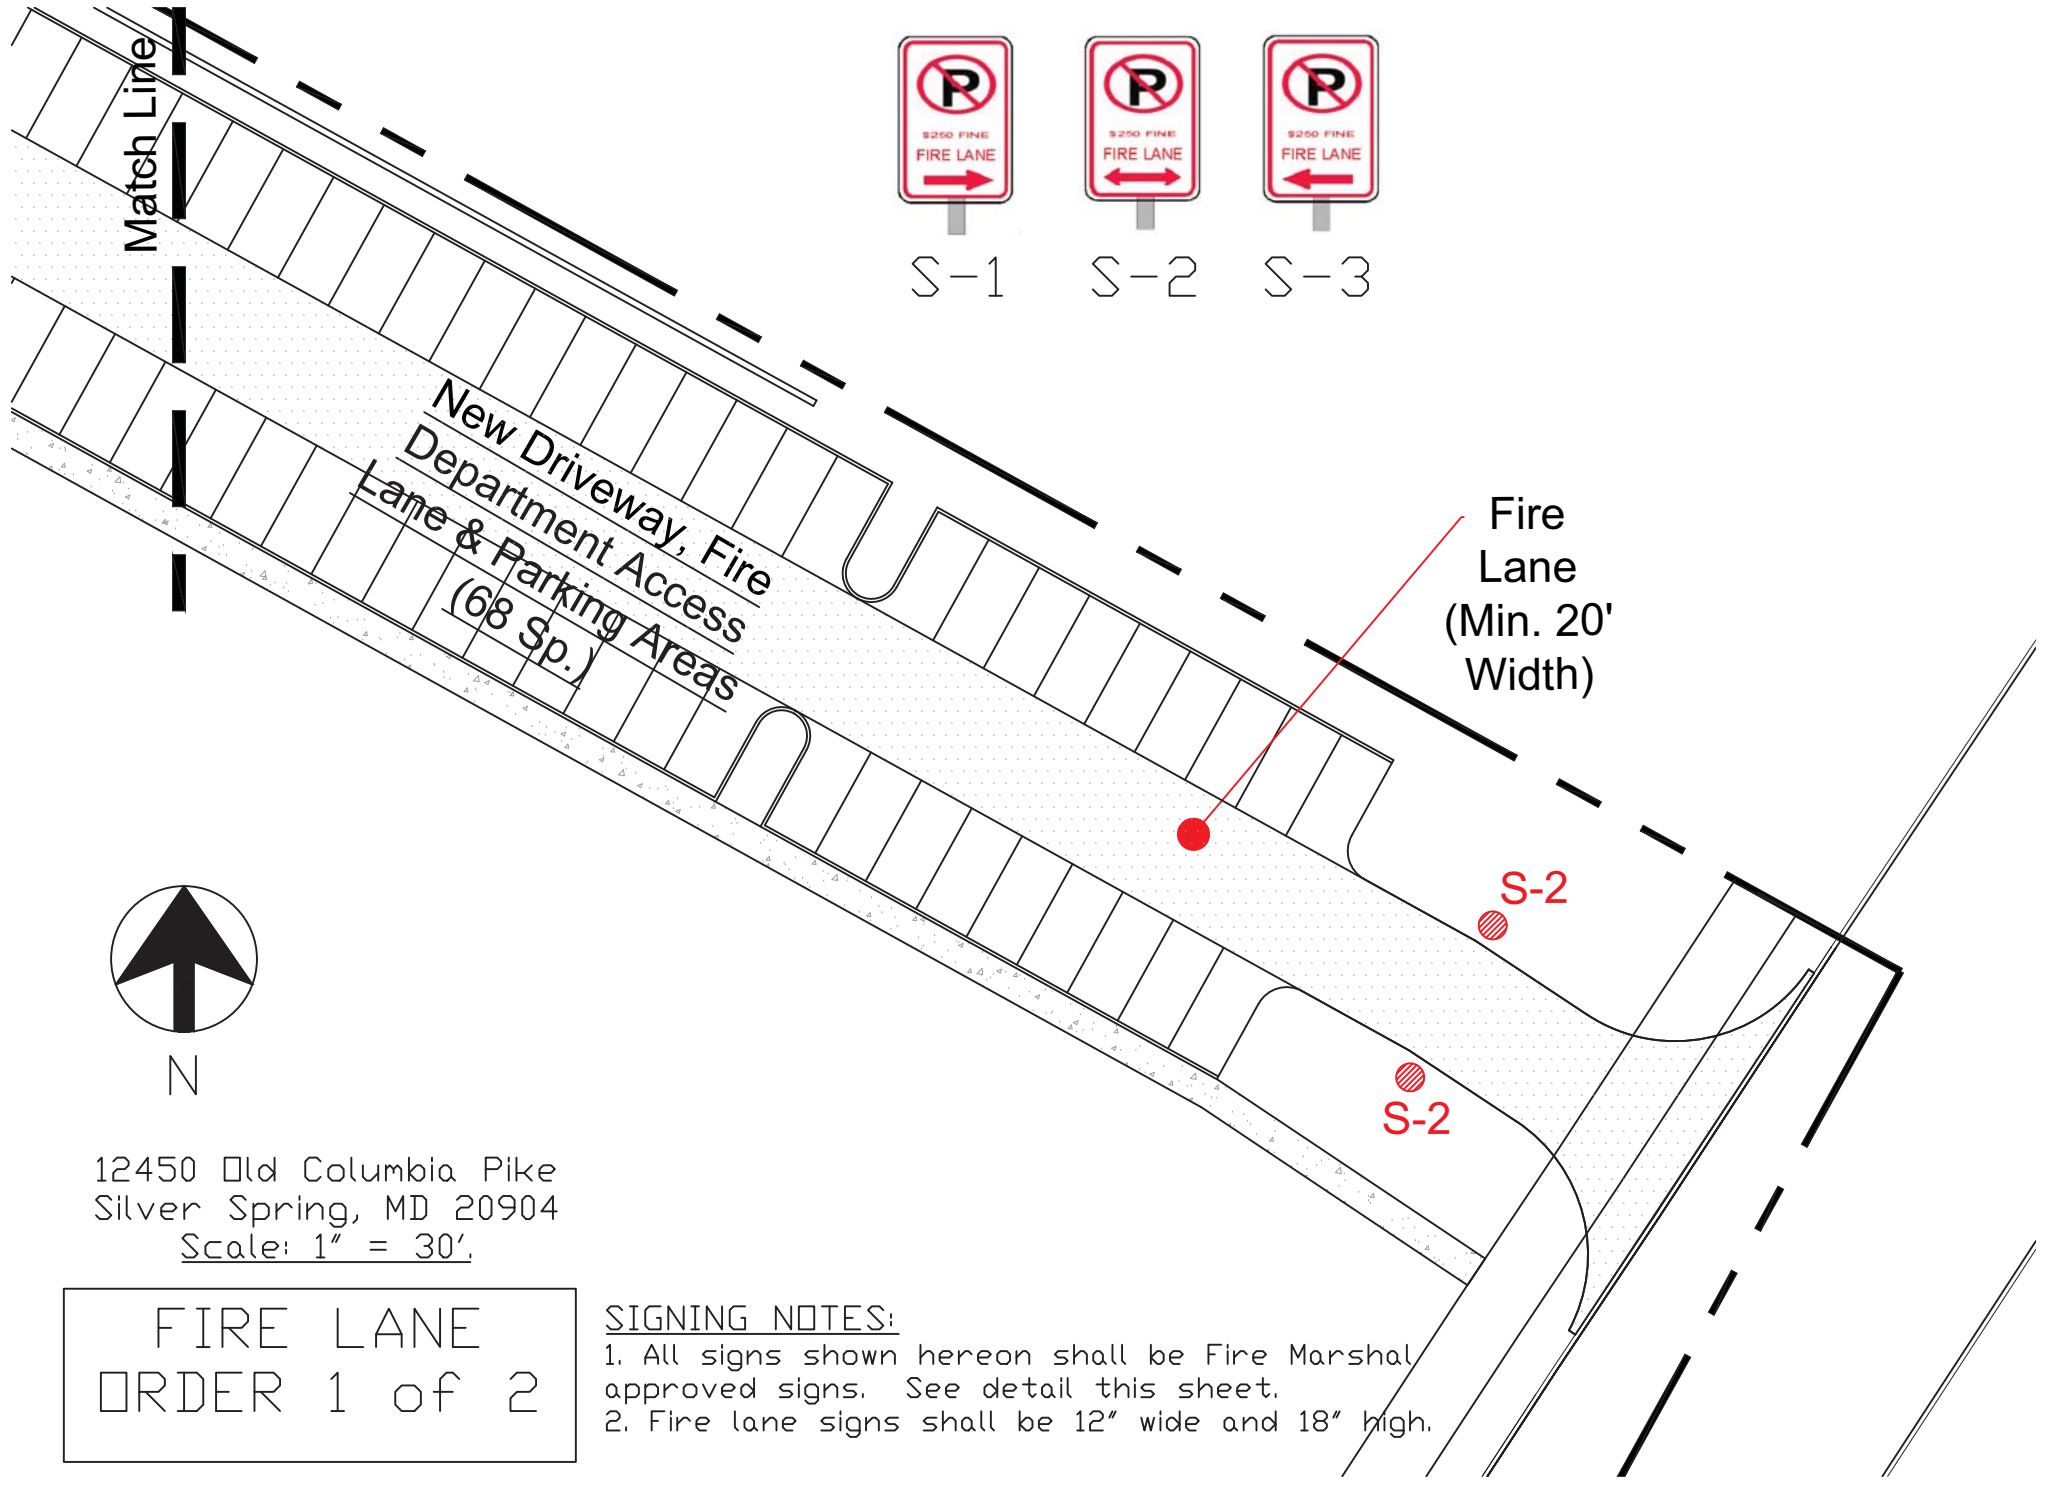 Match Line
P
$250 FINE
FIRE LANE
S-1
P
$250 FINE
FIRE LANE
S-2
P
$250 FINE
FIRE LANE
S-3
New Driveway, Fire
Department Access
Lane & Parking Areas
(68 Sp.)
Fire
Lane
(Min. 20'
Width)
S-2
S-2
N
12450 Old Columbia Pike
Silver Spring, MD 20904
Scale: 1" = 30'.
FIRE LANE
ORDER 1 of 2
SIGNING NOTES:
1. All signs shown hereon shall be Fire Marshal
approved signs. See detail this sheet.
2. Fire lane signs shall be 12" wide and 18" high.